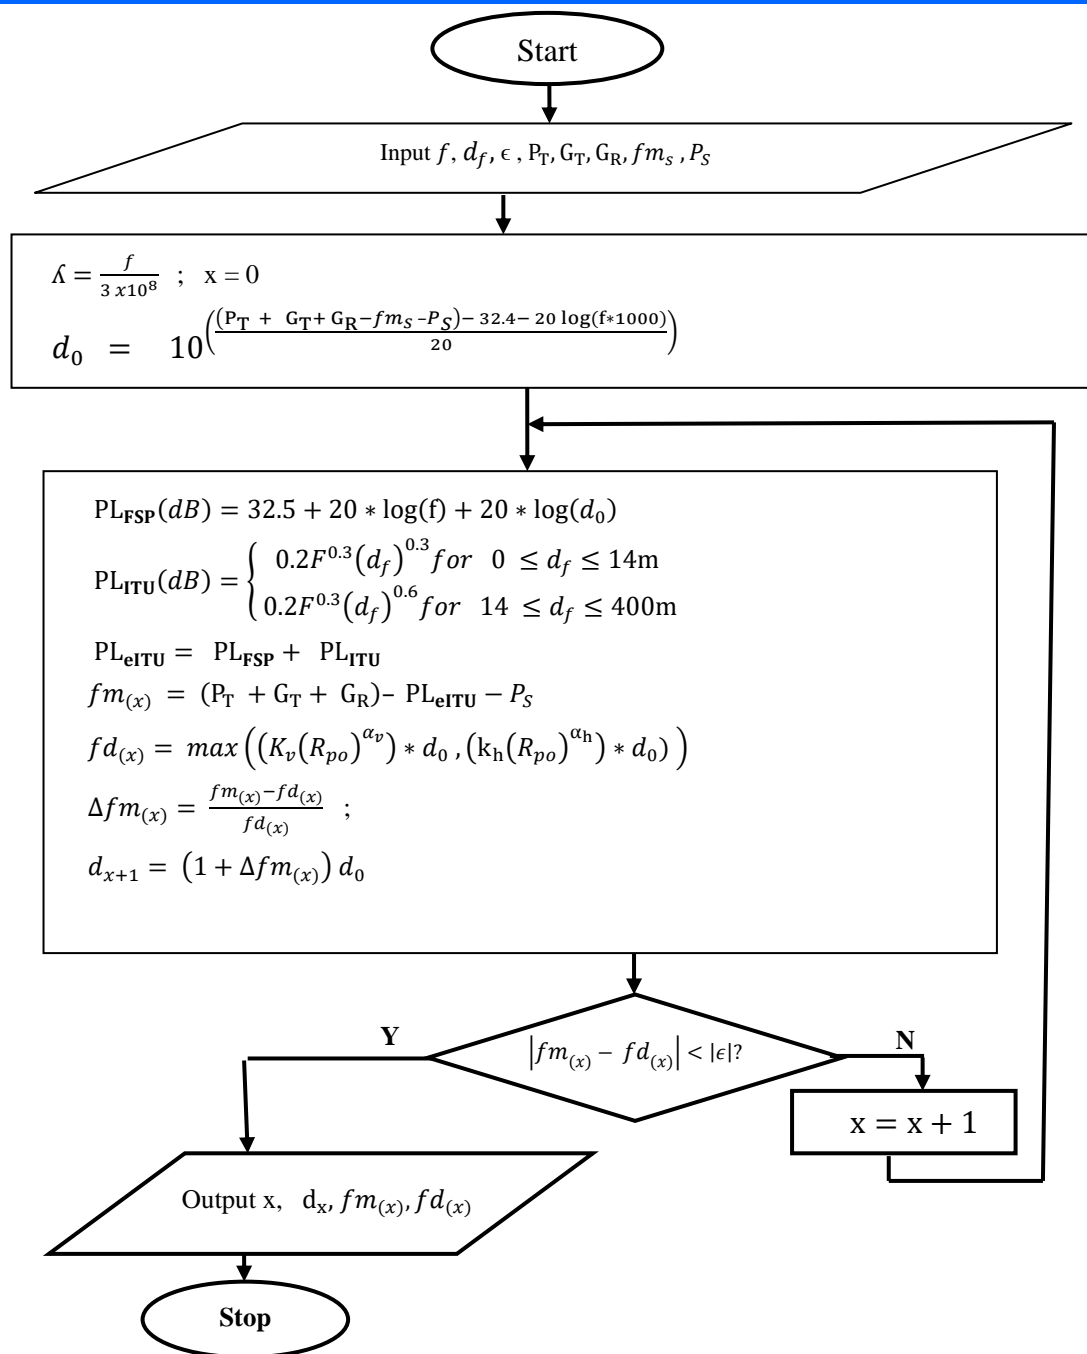 Start
Input f, d_f, ϵ , P_T, G_T, G_R, fm_s , P_S
ʎ = f / 3 x10^8 ; x = 0
d_0 = 10^(((P_T + G_T+ G_R−fm_S –P_S)− 32.4− 20 log(f∗1000)) / 20)
PL_FSP(dB) = 32.5 + 20 ∗ log(f) + 20 ∗ log(d_0)
PL_ITU(dB) = {
0.2F^0.3(d_f)^0.3 for 0 ≤ d_f ≤ 14m
0.2F^0.3(d_f)^0.6 for 14 ≤ d_f ≤ 400m
PL_eITU = PL_FSP + PL_ITU
fm_(x) = (P_T + G_T + G_R)– PL_eITU − P_S
fd_(x) = max((K_v(R_po)^α_v) ∗ d_0 , (k_h(R_po)^α_h) ∗ d_0) )
Δfm_(x) = (fm_(x)−fd_(x)) / fd_(x) ;
d_x+1 = (1 + Δfm_(x)) d_0
|fm_(x) − fd_(x)| < |ϵ|?
Y
N
x = x + 1
Output x, d_x, fm_(x), fd_(x)
Stop